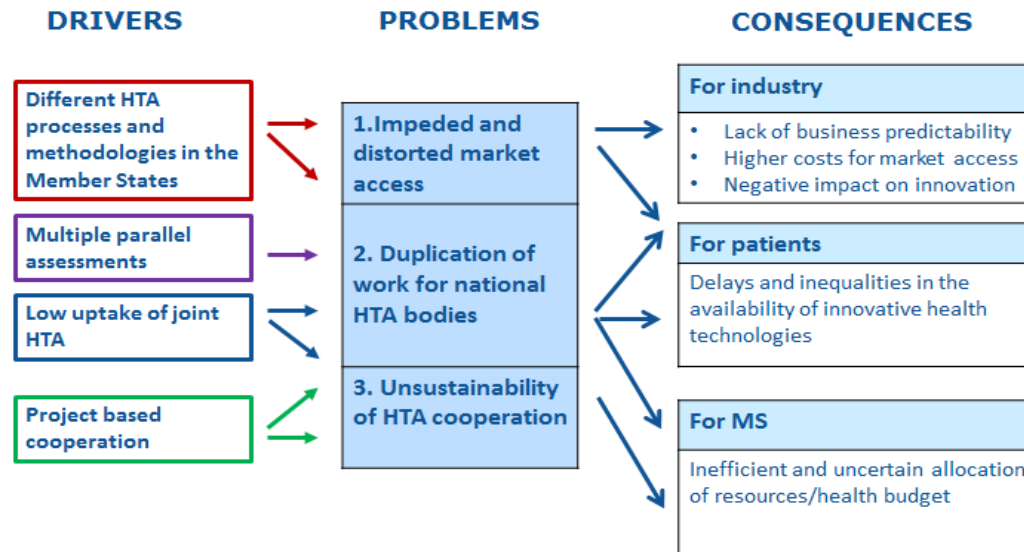 DRIVERS
PROBLEMS
CONSEQUENCES
Different HTA
processes and
methodologies in the
Member States
Multiple parallel
assessments
Low uptake of joint
HTA
Project based
cooperation
1.Impeded and
distorted market
access
2. Duplication of
work for national
HTA bodies
3. Unsustainability
of HTA cooperation
For industry
• Lack of business predictability
• Higher costs for market access
• Negative impact on innovation
For patients
Delays and inequalities in the
availability of innovative health
technologies
For MS
Inefficient and uncertain allocation
of resources/health budget